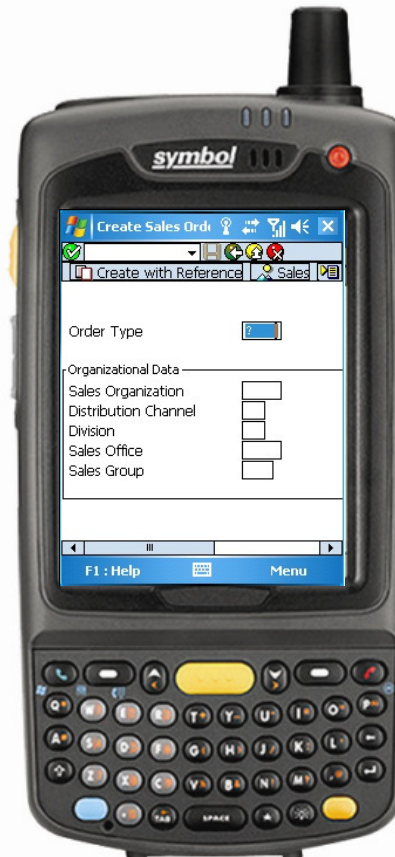 symbol
Create Sales Ord
Create with Reference Sales
Order Type ?
Organizational Data
Sales Organization
Distribution Channel
Division
Sales Office
Sales Group
F1 : Help Menu
Q W E R T Y U I O P
A S D F G H J K L
Z X C V B N M
TAB SPACE